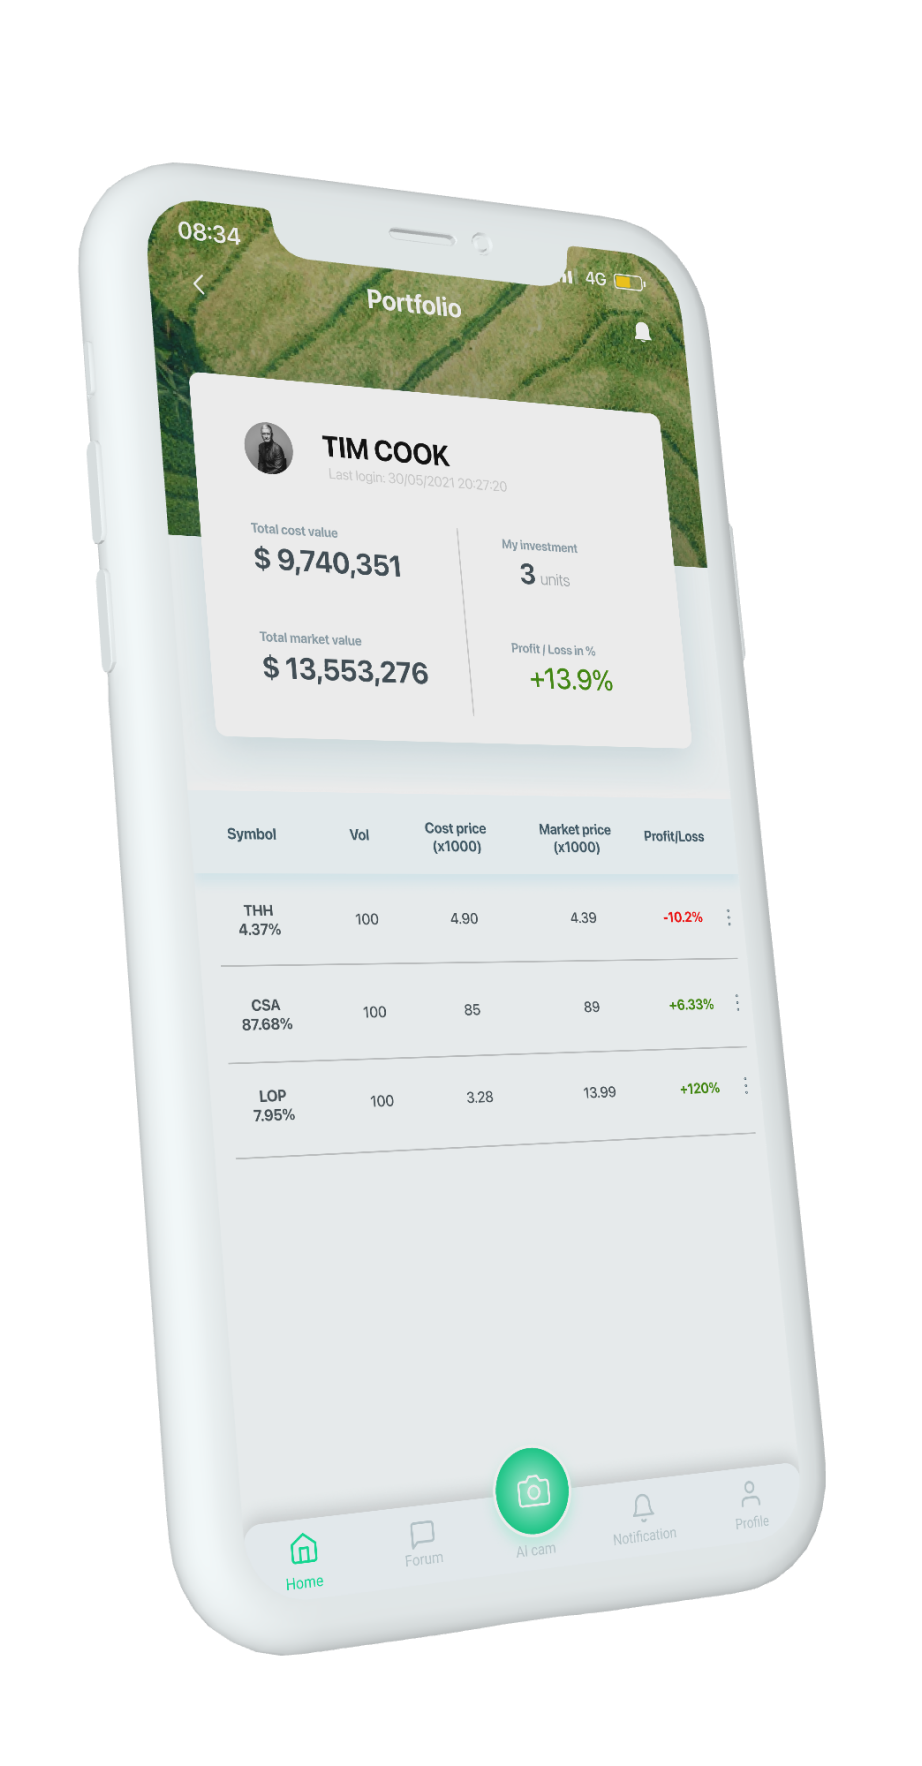 08:34
4G
Portfolio
TIM COOK
Last login: 30/05/2021 20:27:20
Total cost value
$ 9,740,351
My investment
3 units
Total market value
$ 13,553,276
Profit / Loss in %
+13.9%
Symbol Vol Cost price (x1000) Market price (x1000) Profit/Loss
THH
4.37%
100 4.90 4.39 -10.2%
CSA
87.68%
100 85 89 +6.33%
LOP
7.95%
100 3.28 13.99 +120%
Home Forum Ai cam Notification Profile